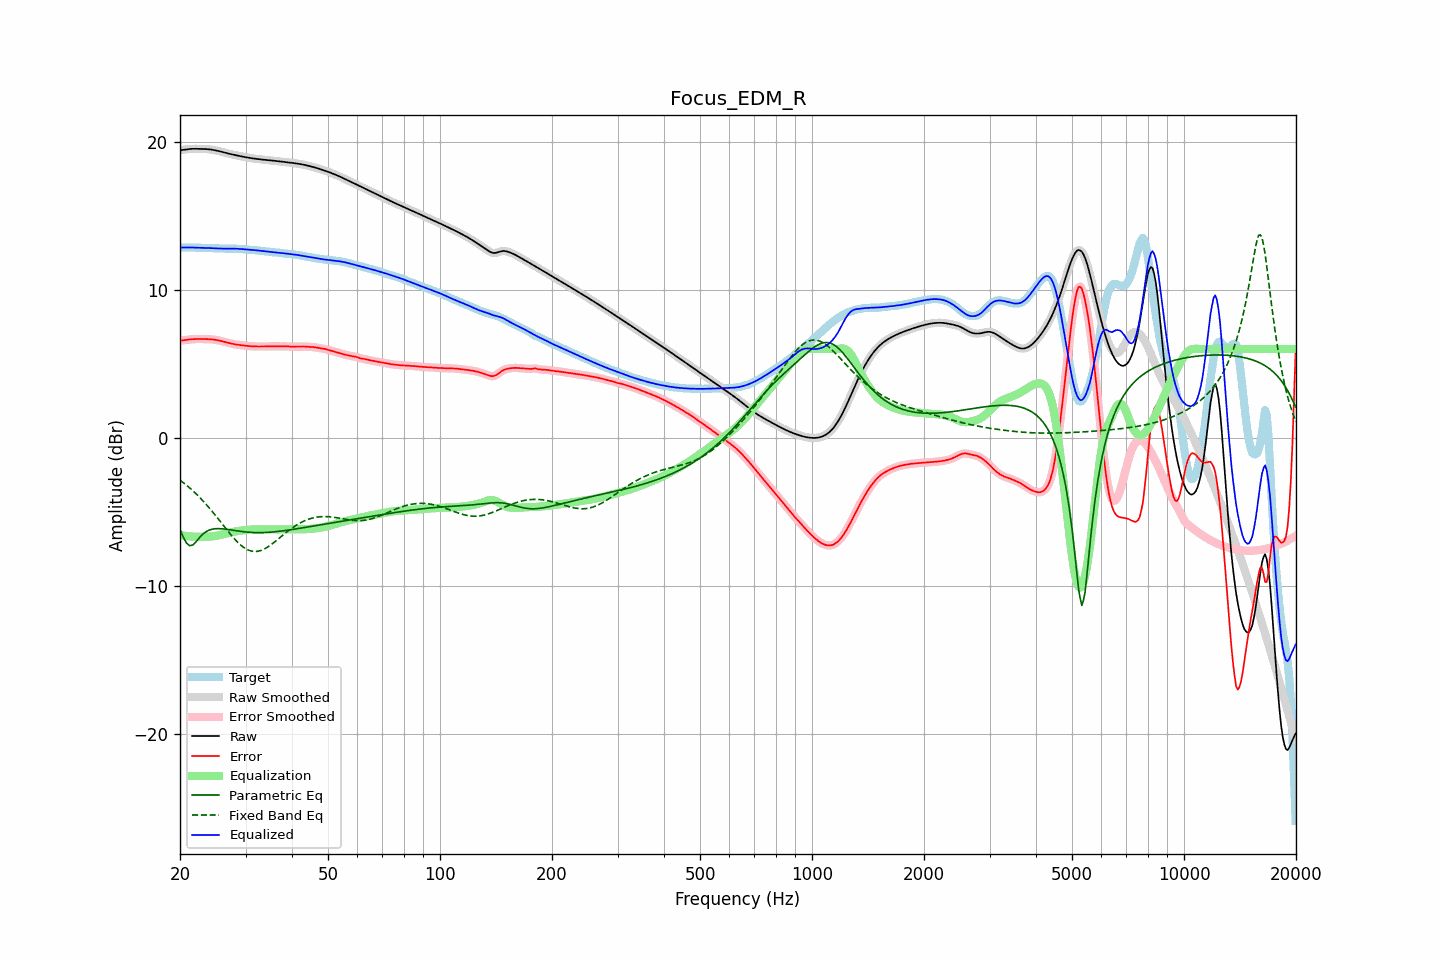 Focus_EDM_R
Amplitude (dBr)
20
10
0
−10
−20
Target
Raw Smoothed
Error Smoothed
Raw
Error
Equalization
Parametric Eq
Fixed Band Eq
Equalized
20 50 100 200 500 1000 2000 5000 10000 20000
Frequency (Hz)